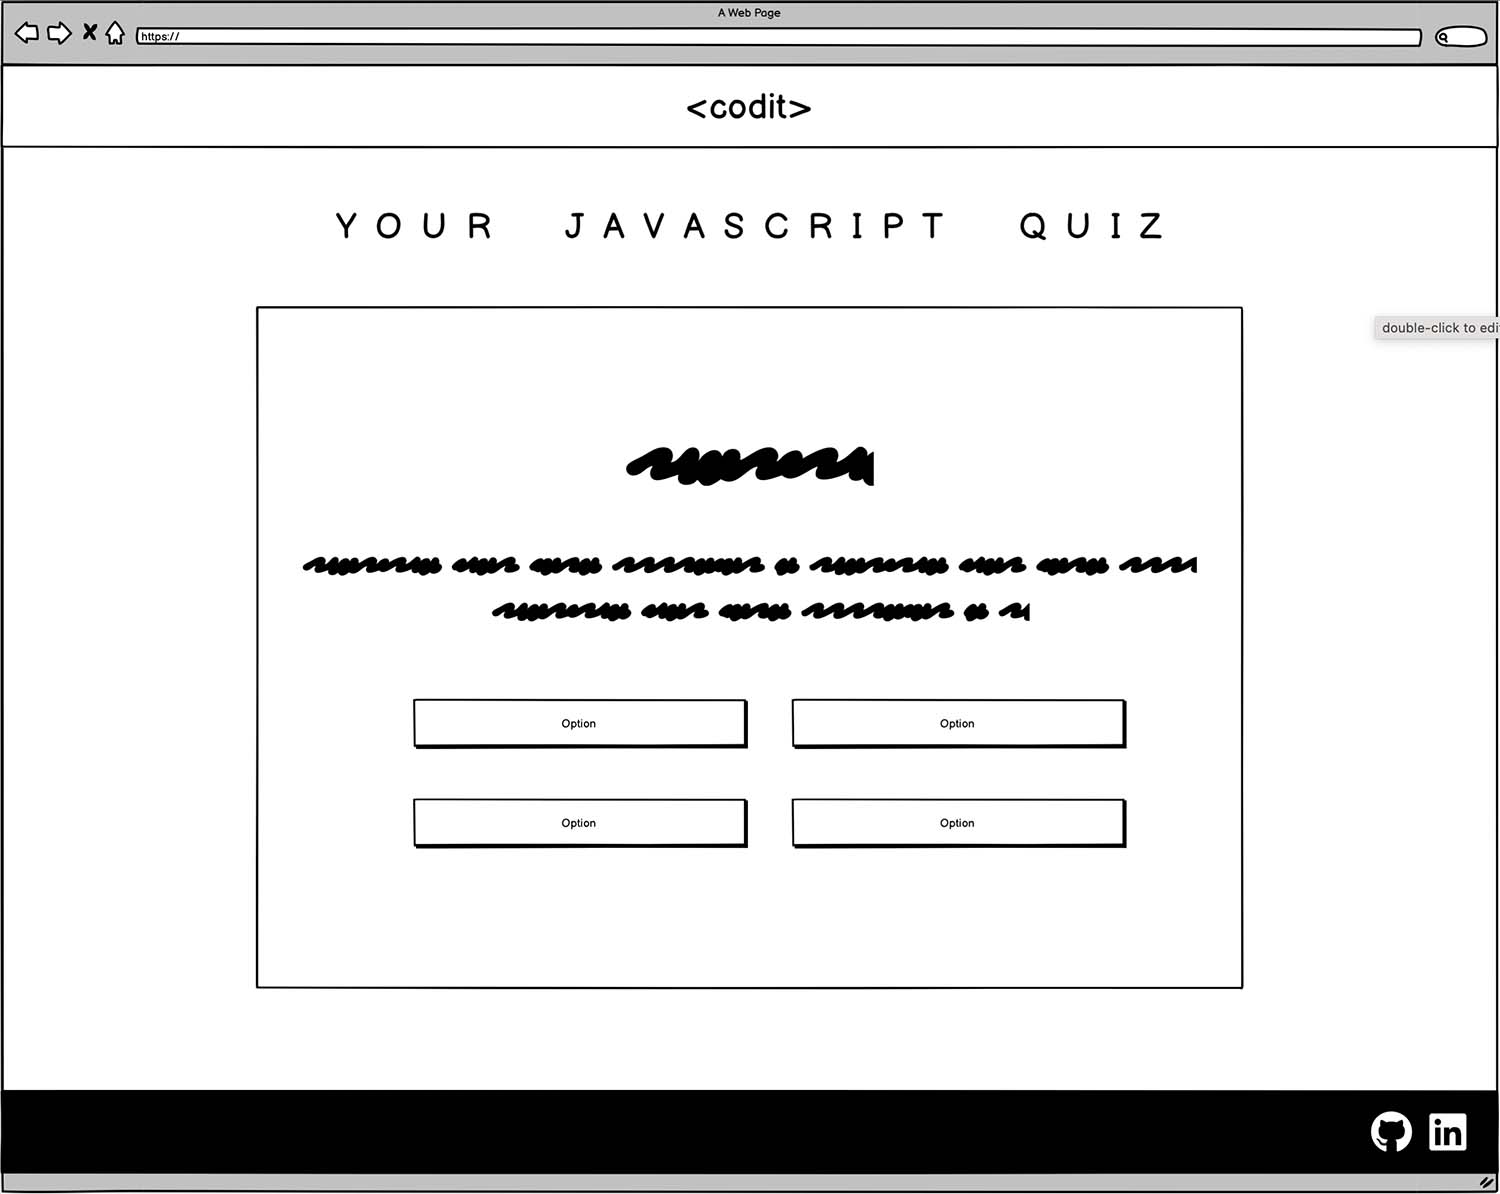 A Web Page
https://
<codit>
YOUR JAVASCRIPT QUIZ
double-click to edi
Option Option
Option Option
in